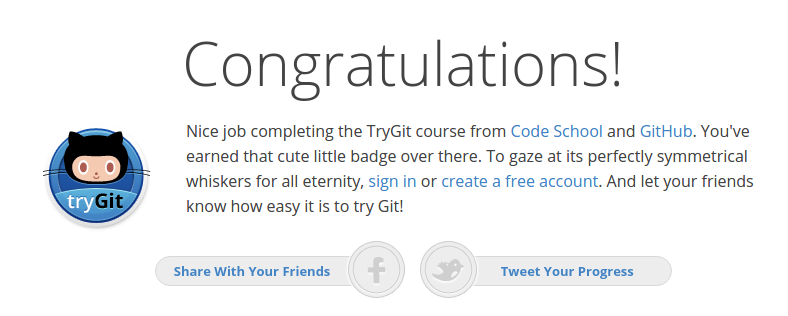 Congratulations!
Nice job completing the TryGit course from Code School and GitHub. You've
earned that cute little badge over there. To gaze at its perfectly symmetrical
whiskers for all eternity, sign in or create a free account. And let your friends
know how easy it is to try Git!
tryGit
Share With Your Friends
Tweet Your Progress